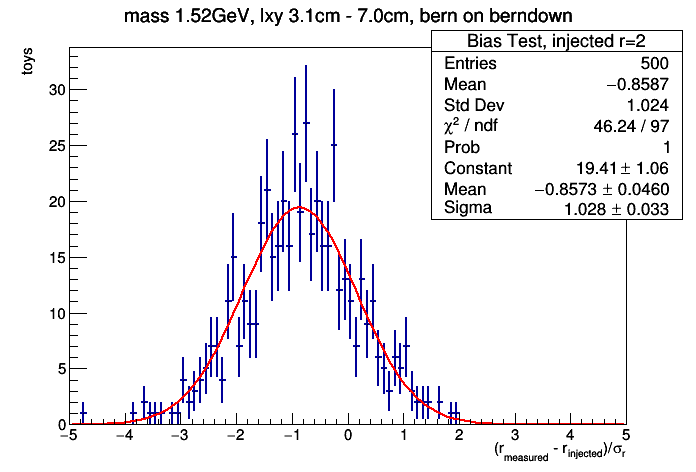 mass 1.52GeV, lxy 3.1cm - 7.0cm, bern on berndown
Bias Test, injected r=2
Entries 500
Mean −0.8587
Std Dev 1.024
χ² / ndf 46.24 / 97
Prob 1
Constant 19.41 ± 1.06
Mean −0.8573 ± 0.0460
Sigma 1.028 ± 0.033
toys
30
25
20
15
10
5
0
−5 −4 −3 −2 −1 0 1 2 3 4 5
(r_measured - r_injected)/σ_r